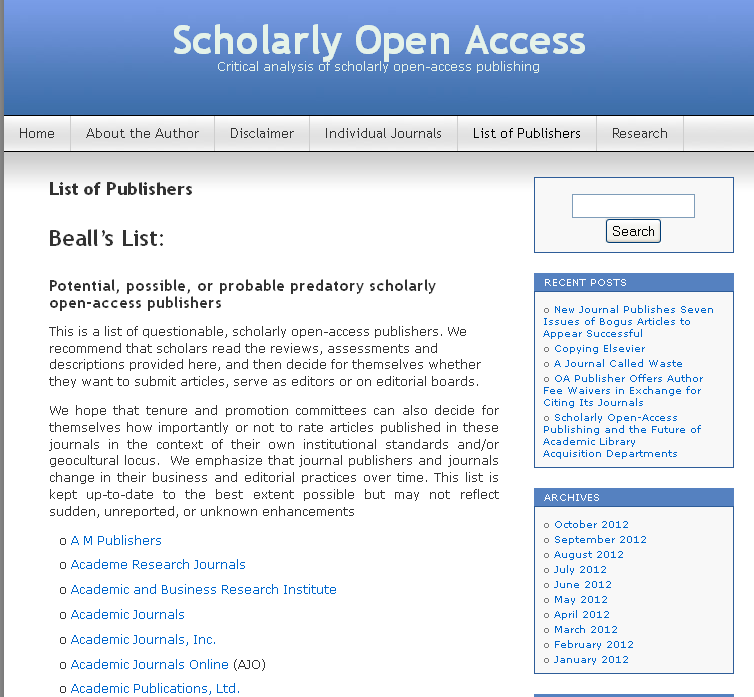 Scholarly Open Access
Critical analysis of scholarly open-access publishing
Home
About the Author
Disclaimer
Individual Journals
List of Publishers
Research
List of Publishers
Beall’s List:
Potential, possible, or probable predatory scholarly
open-access publishers
This is a list of questionable, scholarly open-access publishers. We
recommend that scholars read the reviews, assessments and
descriptions provided here, and then decide for themselves whether
they want to submit articles, serve as editors or on editorial boards.
We hope that tenure and promotion committees can also decide for
themselves how importantly or not to rate articles published in these
journals in the context of their own institutional standards and/or
geocultural locus.  We emphasize that journal publishers and journals
change in their business and editorial practices over time. This list is
kept up-to-date to the best extent possible but may not reflect
sudden, unreported, or unknown enhancements
o A M Publishers
o Academe Research Journals
o Academic and Business Research Institute
o Academic Journals
o Academic Journals, Inc.
o Academic Journals Online (AJO)
o Academic Publications, Ltd.
Search
RECENT POSTS
o New Journal Publishes Seven
Issues of Bogus Articles to
Appear Successful
o Copying Elsevier
o A Journal Called Waste
o OA Publisher Offers Author
Fee Waivers in Exchange for
Citing Its Journals
o Scholarly Open-Access
Publishing and the Future of
Academic Library
Acquisition Departments
ARCHIVES
o October 2012
o September 2012
o August 2012
o July 2012
o June 2012
o May 2012
o April 2012
o March 2012
o February 2012
o January 2012